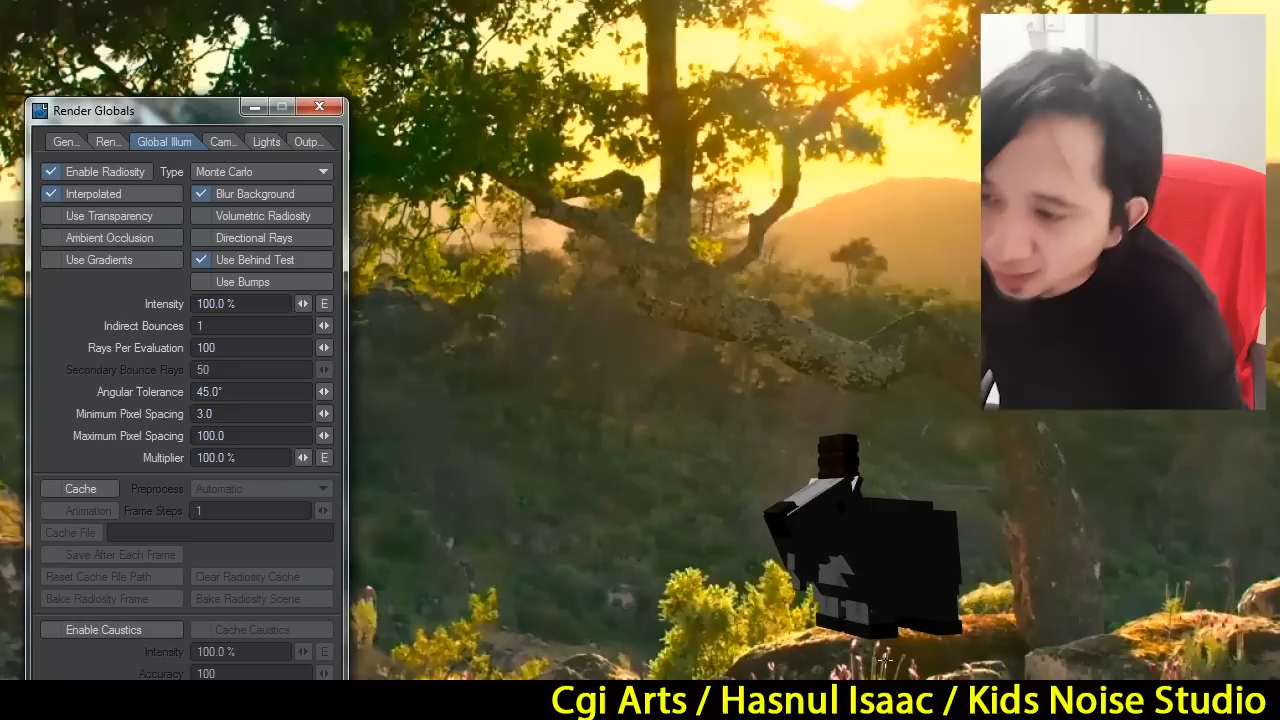 Render Globals
Gen... Ren... Global Illum Cam... Lights Outp...
Enable Radiosity Type Monte Carlo
Interpolated Blur Background
Use Transparency Volumetric Radiosity
Ambient Occlusion Directional Rays
Use Gradients Use Behind Test
Use Bumps
Intensity 100.0 % E
Indirect Bounces 1
Rays Per Evaluation 100
Secondary Bounce Rays 50
Angular Tolerance 45.0°
Minimum Pixel Spacing 3.0
Maximum Pixel Spacing 100.0
Multiplier 100.0 % E
Cache Preprocess Automatic
Animation Frame Steps 1
Cache File
Save After Each Frame
Reset Cache File Path Clear Radiosity Cache
Bake Radiosity Frame Bake Radiosity Scene
Enable Caustics Cache Caustics
Intensity 100.0 % E
Accuracy 100
Cgi Arts / Hasnul Isaac / Kids Noise Studio